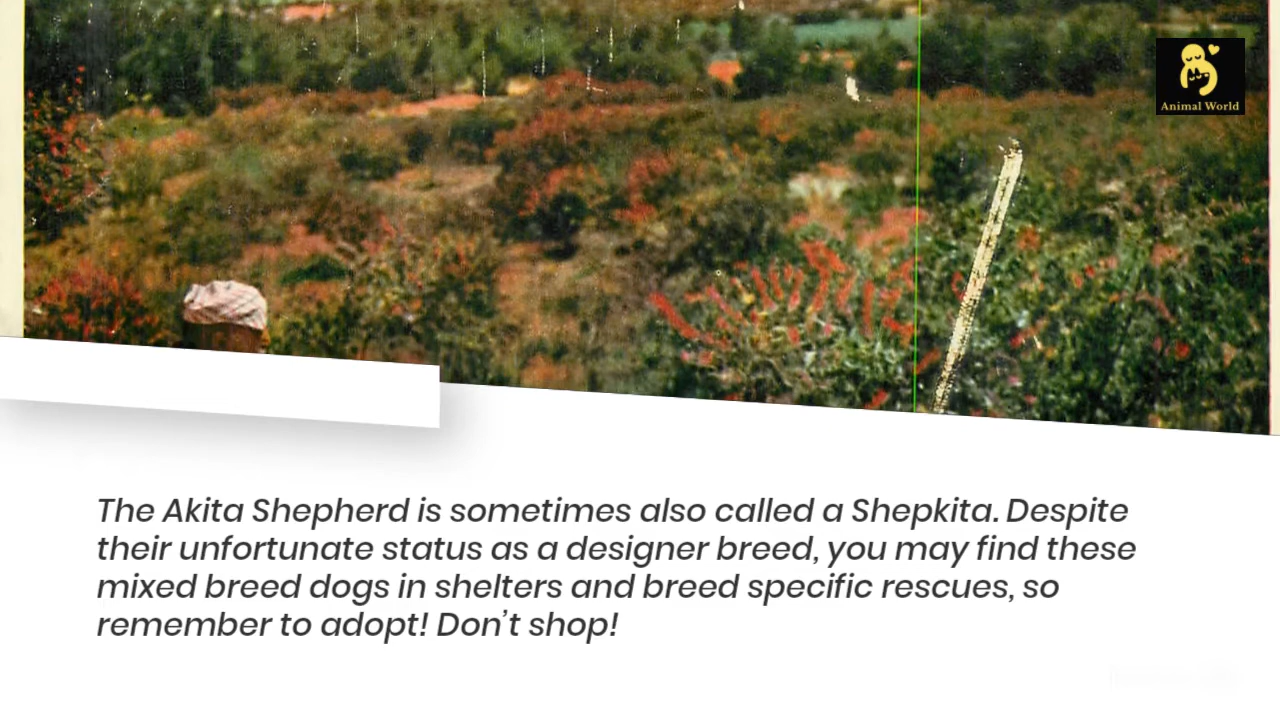 Animal World
The Akita Shepherd is sometimes also called a Shepkita. Despite
their unfortunate status as a designer breed, you may find these
mixed breed dogs in shelters and breed specific rescues, so
remember to adopt! Don’t shop!